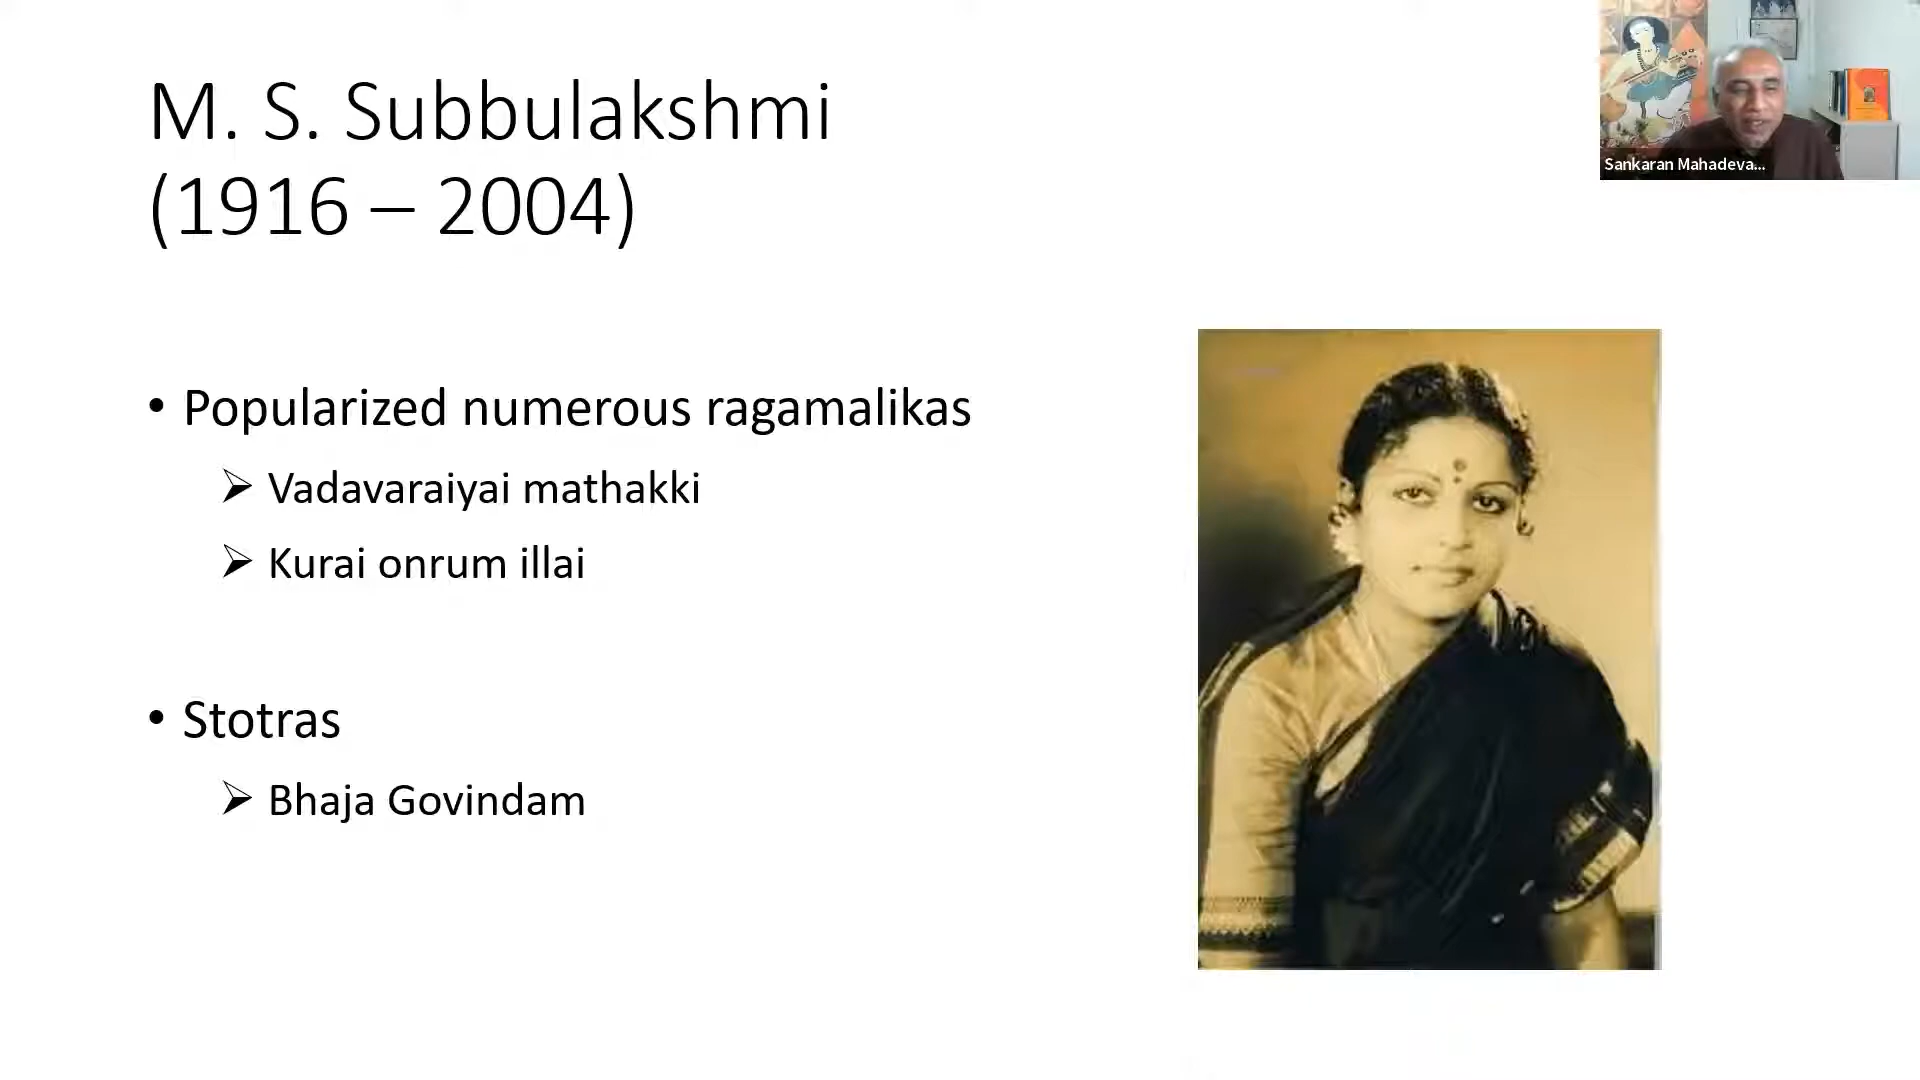 M. S. Subbulakshmi
(1916 – 2004)
• Popularized numerous ragamalikas
➢ Vadavaraiyai mathakki
➢ Kurai onrum illai
• Stotras
➢ Bhaja Govindam
Sankaran Mahadeva...